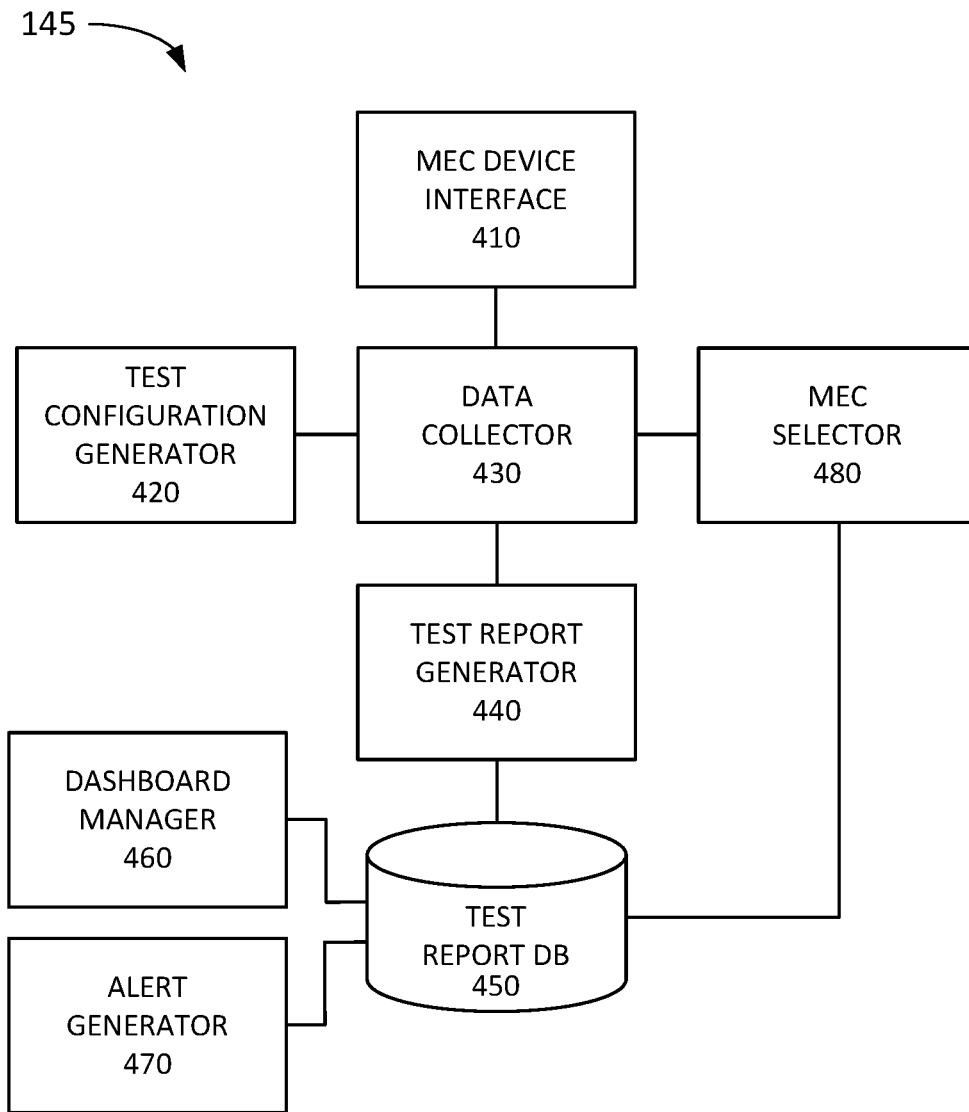 145
MEC DEVICE
INTERFACE
410
TEST
CONFIGURATION
GENERATOR
420
DATA
COLLECTOR
430
MEC
SELECTOR
480
TEST REPORT
GENERATOR
440
DASHBOARD
MANAGER
460
TEST
REPORT DB
450
ALERT
GENERATOR
470